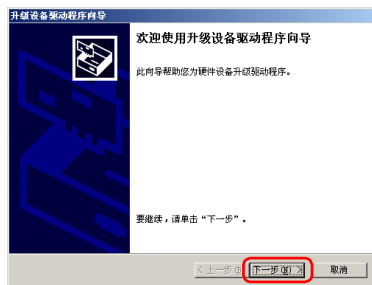 升级设备驱动程序向导
欢迎使用升级设备驱动程序向导
此向导帮助您为硬件设备升级驱动程序。
要继续，请单击“下一步”。
<上一步(B) 下一步(N)> 取消